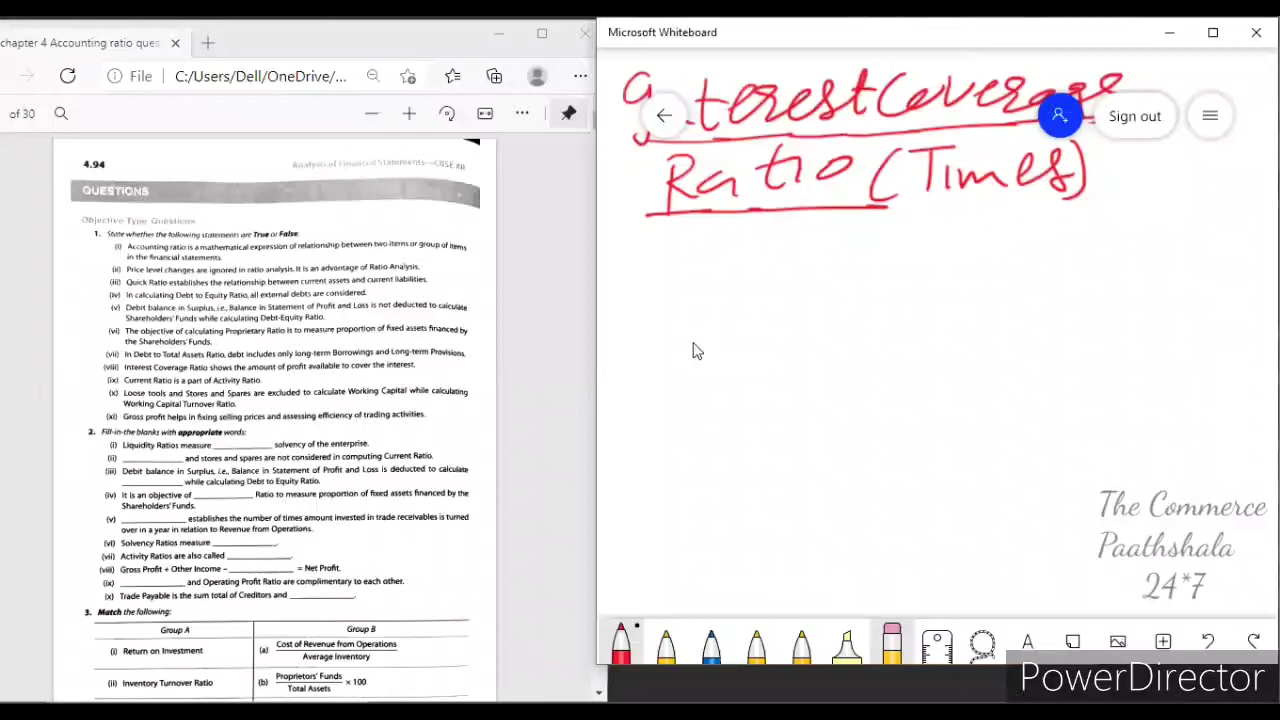 chapter 4 Accounting ratio ques
File C:/Users/Dell/OneDrive/...
of 30
4.94
Analysis of Financial Statements—CBSE XII
QUESTIONS
Objective Type Questions
1. State whether the following statements are True or False:
(i) Accounting ratio is a mathematical expression of relationship between two items or group of items
in the financial statements.
(ii) Price level changes are ignored in ratio analysis. It is an advantage of Ratio Analysis.
(iii) Quick Ratio establishes the relationship between current assets and current liabilities.
(iv) In calculating Debt to Equity Ratio, all external debts are considered.
(v) Debit balance in Surplus, i.e., Balance in Statement of Profit and Loss is not deducted to calculate
Shareholders' Funds while calculating Debt-Equity Ratio.
(vi) The objective of calculating Proprietary Ratio is to measure proportion of fixed assets financed by
the Shareholders' Funds.
(vii) In Debt to Total Assets Ratio, debt includes only long-term Borrowings and Long-term Provisions.
(viii) Interest Coverage Ratio shows the amount of profit available to cover the interest.
(ix) Current Ratio is a part of Activity Ratio.
(x) Loose tools and Stores and Spares are excluded to calculate Working Capital while calculating
Working Capital Turnover Ratio.
(xi) Gross profit helps in fixing selling prices and assessing efficiency of trading activities.
2. Fill-in-the blanks with appropriate words:
(i) Liquidity Ratios measure ____________ solvency of the enterprise.
(ii) ____________ and stores and spares are not considered in computing Current Ratio.
(iii) Debit balance in Surplus, i.e., Balance in Statement of Profit and Loss is deducted to calculate
____________ while calculating Debt to Equity Ratio.
(iv) It is an objective of ____________ Ratio to measure proportion of fixed assets financed by the
Shareholders' Funds.
(v) ____________ establishes the number of times amount invested in trade receivables is turned
over in a year in relation to Revenue from Operations.
(vi) Solvency Ratios measure ____________.
(vii) Activity Ratios are also called ____________.
(viii) Gross Profit + Other Income – ____________ = Net Profit.
(ix) ____________ and Operating Profit Ratio are complimentary to each other.
(x) Trade Payable is the sum total of Creditors and ____________.
3. Match the following:
Group A Group B
(i) Return on Investment (a) Cost of Revenue from Operations
Average Inventory
(ii) Inventory Turnover Ratio (b) Proprietors' Funds × 100
Total Assets
Microsoft Whiteboard
Interest Coverage
Sign out
Ratio (Times)
The Commerce
Paathshala
24*7
PowerDirector